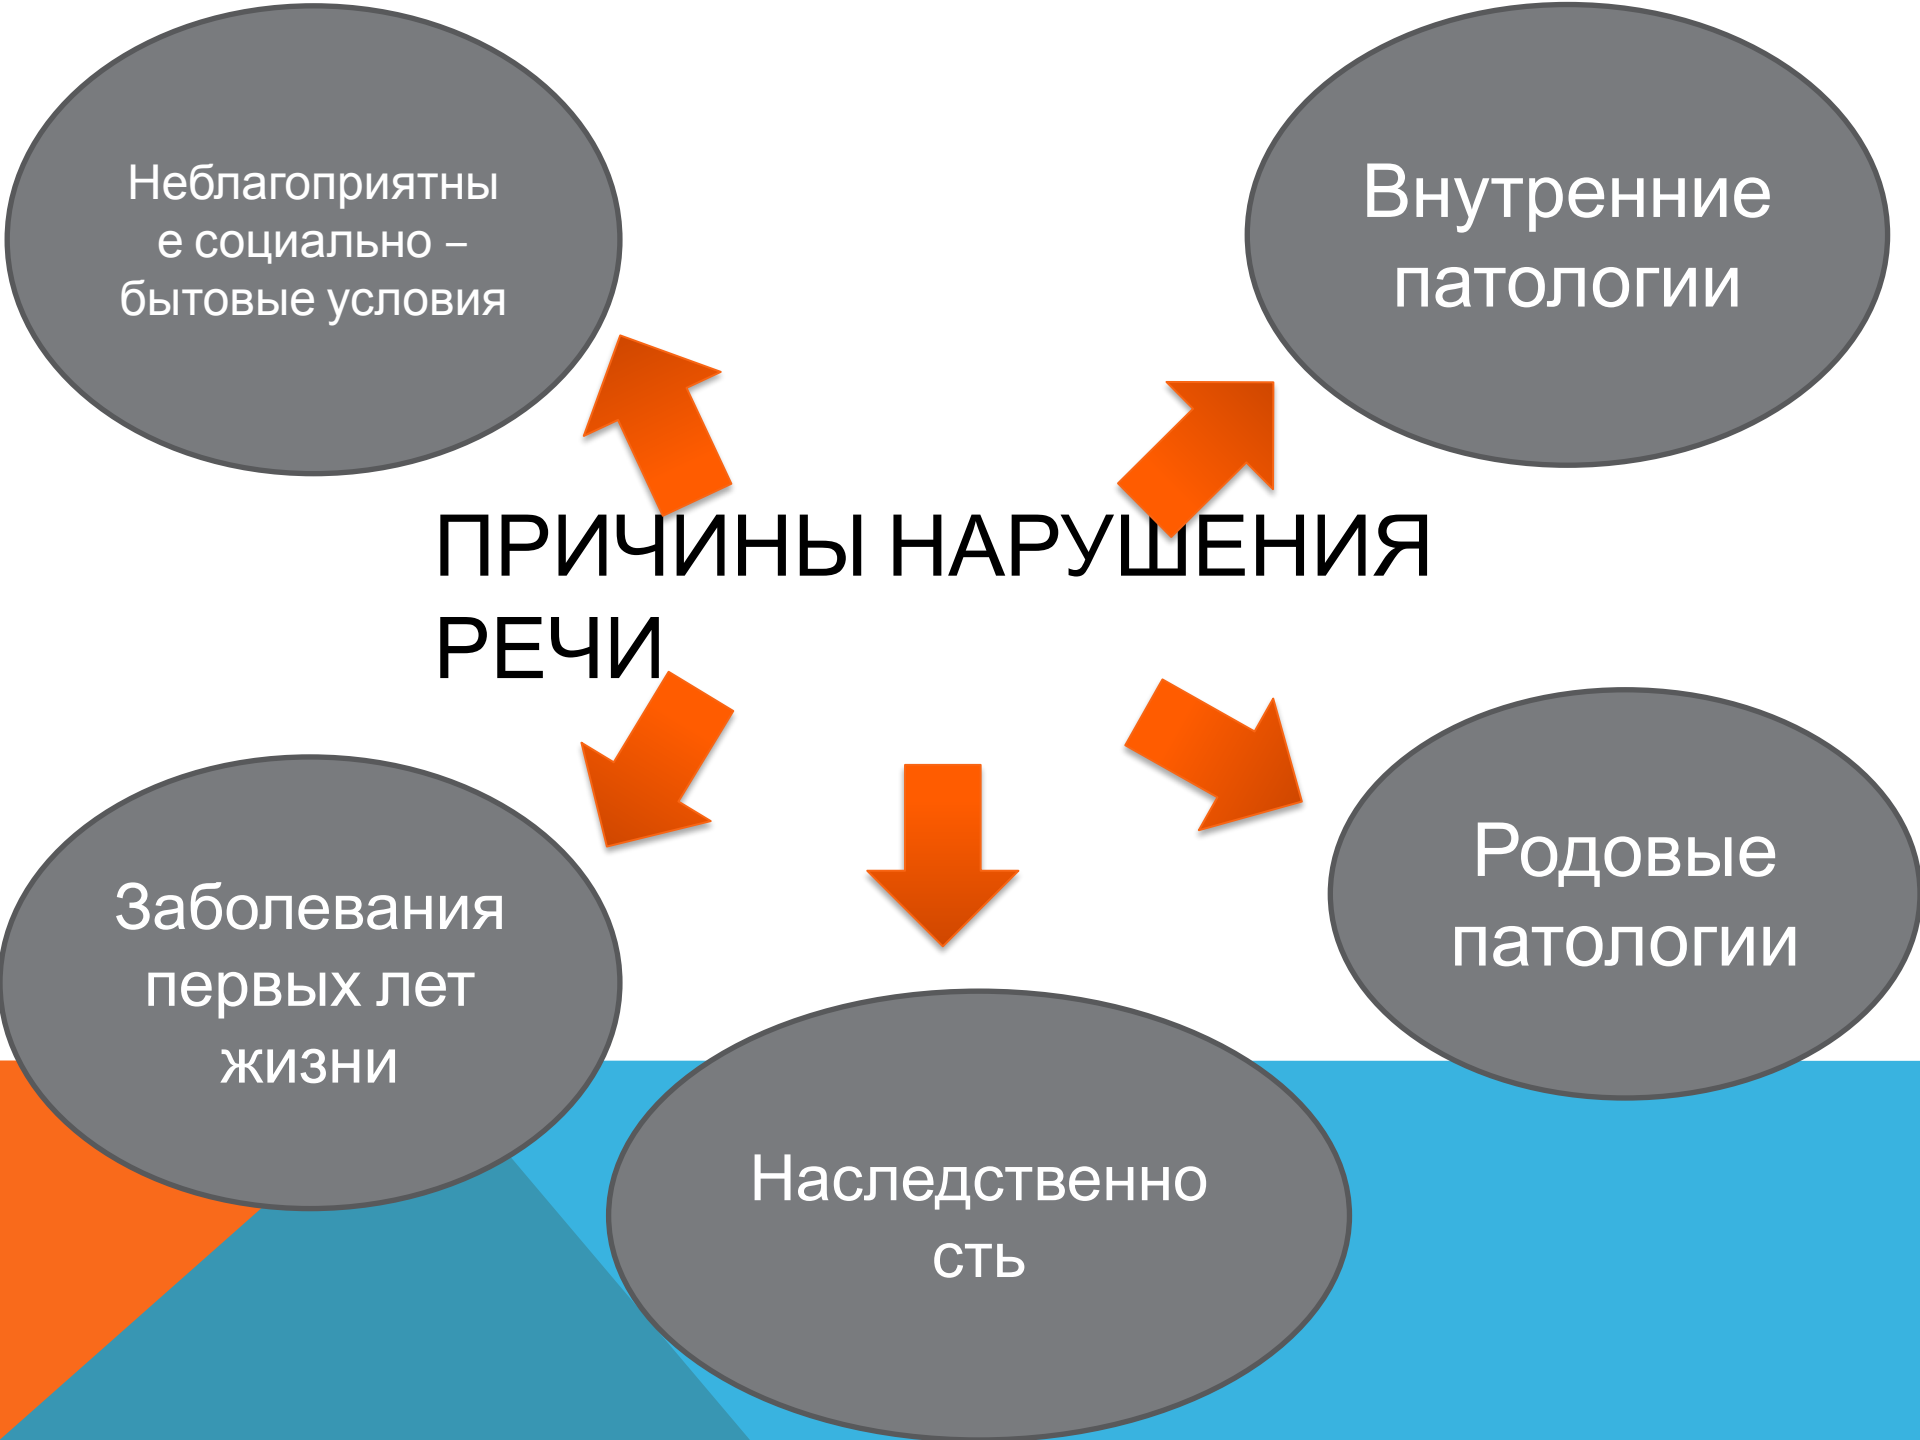 Неблагоприятны
е социально –
бытовые условия
Внутренние
патологии
ПРИЧИНЫ НАРУШЕНИЯ
РЕЧИ
Заболевания
первых лет
жизни
Родовые
патологии
Наследственно
сть